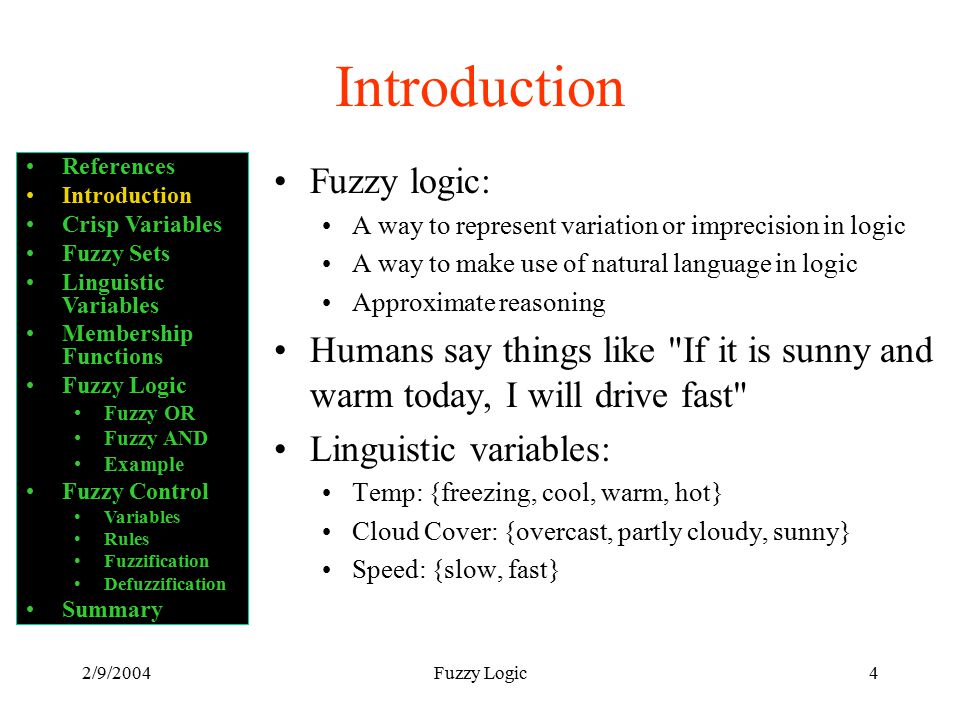 Introduction
• References
• Introduction
• Crisp Variables
• Fuzzy Sets
• Linguistic
Variables
• Membership
Functions
• Fuzzy Logic
• Fuzzy OR
• Fuzzy AND
• Example
• Fuzzy Control
• Variables
• Rules
• Fuzzification
• Defuzzification
• Summary
• Fuzzy logic:
• A way to represent variation or imprecision in logic
• A way to make use of natural language in logic
• Approximate reasoning
• Humans say things like "If it is sunny and
warm today, I will drive fast"
• Linguistic variables:
• Temp: {freezing, cool, warm, hot}
• Cloud Cover: {overcast, partly cloudy, sunny}
• Speed: {slow, fast}
2/9/2004 Fuzzy Logic 4